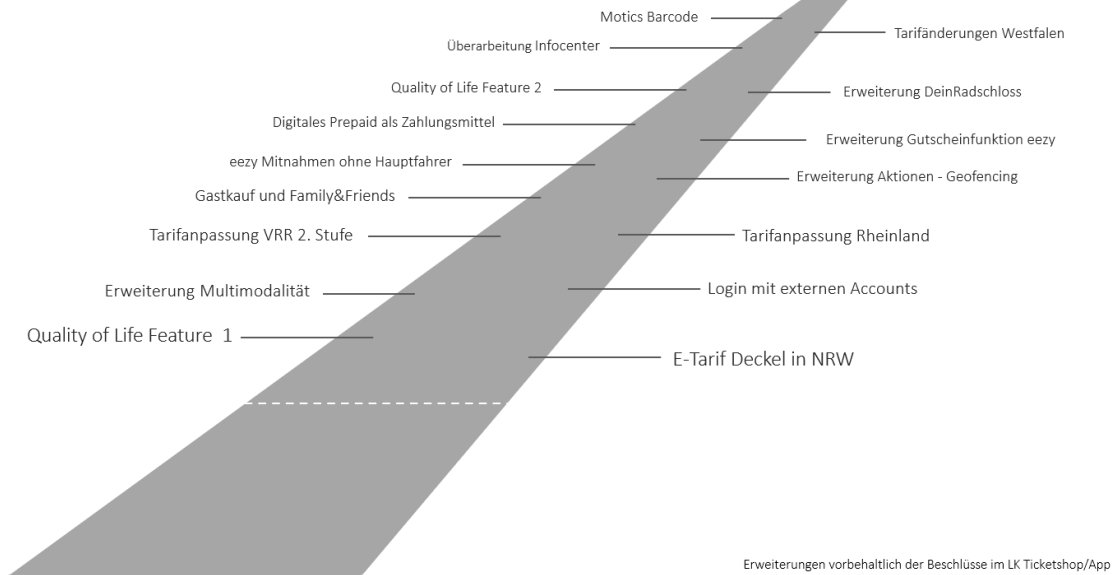 Motics Barcode
Tarifänderungen Westfalen
Überarbeitung Infocenter
Quality of Life Feature 2
Erweiterung DeinRadschloss
Digitales Prepaid als Zahlungsmittel
Erweiterung Gutscheinfunktion eezy
eezy Mitnahmen ohne Hauptfahrer
Erweiterung Aktionen - Geofencing
Gastkauf und Family&Friends
Tarifanpassung VRR 2. Stufe
Tarifanpassung Rheinland
Erweiterung Multimodalität
Login mit externen Accounts
Quality of Life Feature 1
E-Tarif Deckel in NRW
Erweiterungen vorbehaltlich der Beschlüsse im LK Ticketshop/App